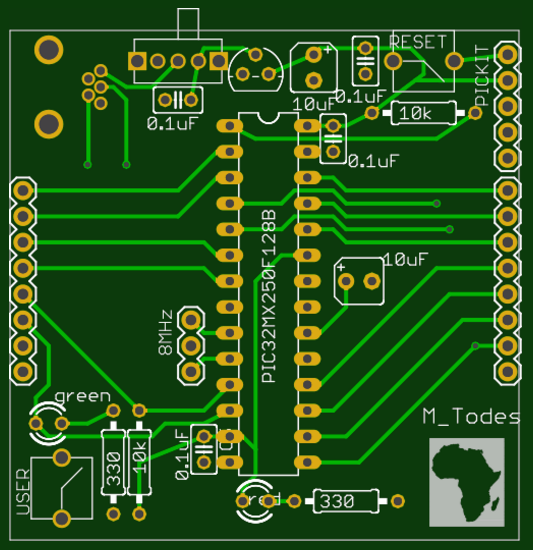 RESET
PICKIT
10uF
0.1uF
0.1uF
10k
0.1uF
PIC32MX250F128B
10uF
8MHz
green
M_Todes
0.1uF
330
10k
USER
red
330